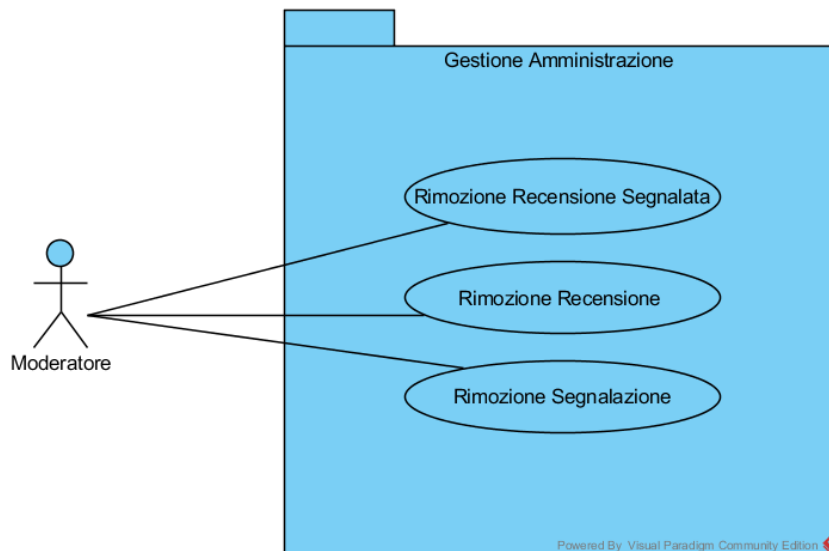 Gestione Amministrazione
Rimozione Recensione Segnalata
Rimozione Recensione
Moderatore
Rimozione Segnalazione
Powered By Visual Paradigm Community Edition